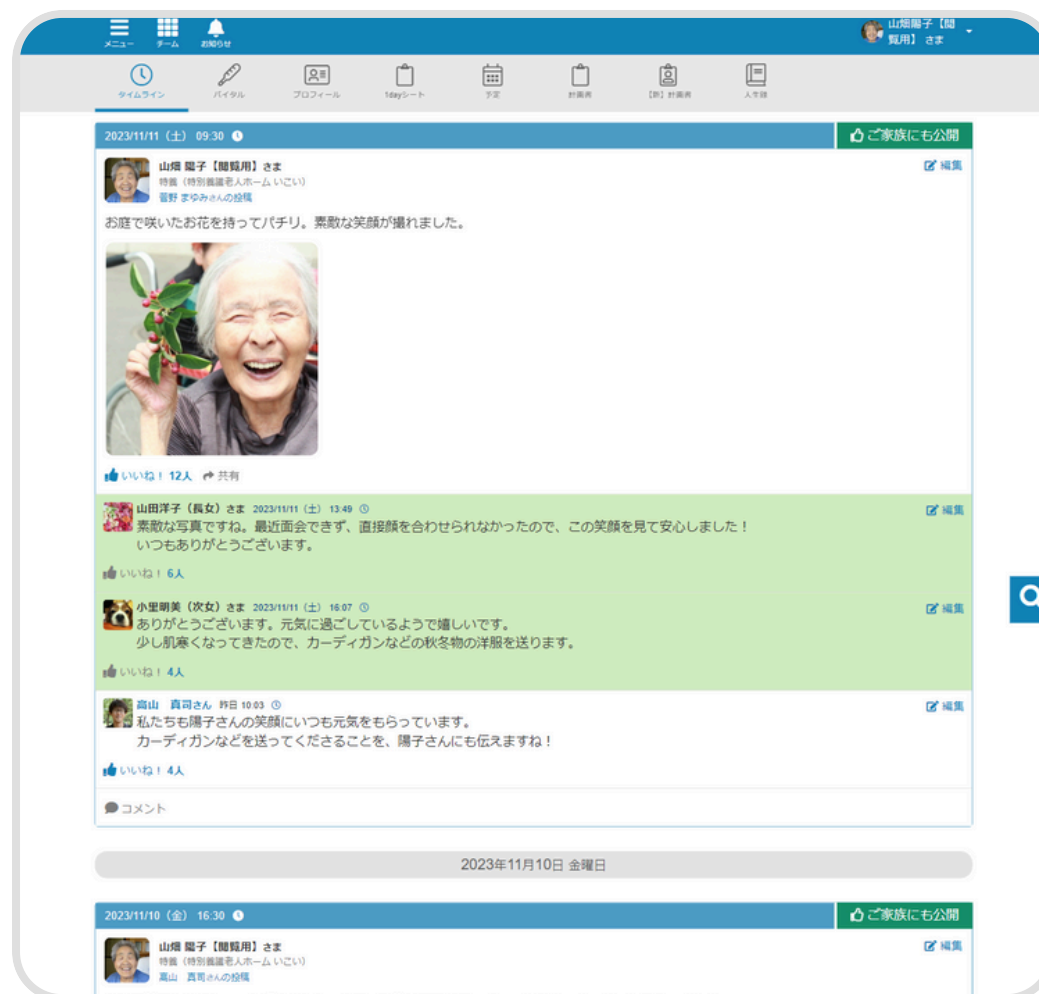 メニュー チーム お知らせ
山畑陽子【閲
覧用】 さま
タイムライン バイタル プロフィール 1dayシート 予定 計画書 【新】計画書 人生録
2023/11/11（土） 09:30
ご家族にも公開
山畑 陽子【閲覧用】さま
編集
特養（特別養護老人ホーム いこい）
菅野 まゆみさんの投稿
お庭で咲いたお花を持ってパチリ。素敵な笑顔が撮れました。
いいね！ 12人 共有
山田洋子（長女）さま 2023/11/11（土） 13:49
編集
素敵な写真ですね。最近面会できず、直接顔を合わせられなかったので、この笑顔を見て安心しました！
いつもありがとうございます。
いいね！ 6人
小里明美（次女）さま 2023/11/11（土） 16:07
編集
ありがとうございます。元気に過ごしているようで嬉しいです。
少し肌寒くなってきたので、カーディガンなどの秋冬物の洋服を送ります。
いいね！ 4人
高山 真司さん 昨日 10:03
編集
私たちも陽子さんの笑顔にいつも元気をもらっています。
カーディガンなどを送ってくださることを、陽子さんにも伝えますね！
いいね！ 4人
コメント
2023年11月10日 金曜日
2023/11/10（金） 16:30
ご家族にも公開
山畑 陽子【閲覧用】さま
編集
特養（特別養護老人ホーム いこい）
高山 真司さんの投稿